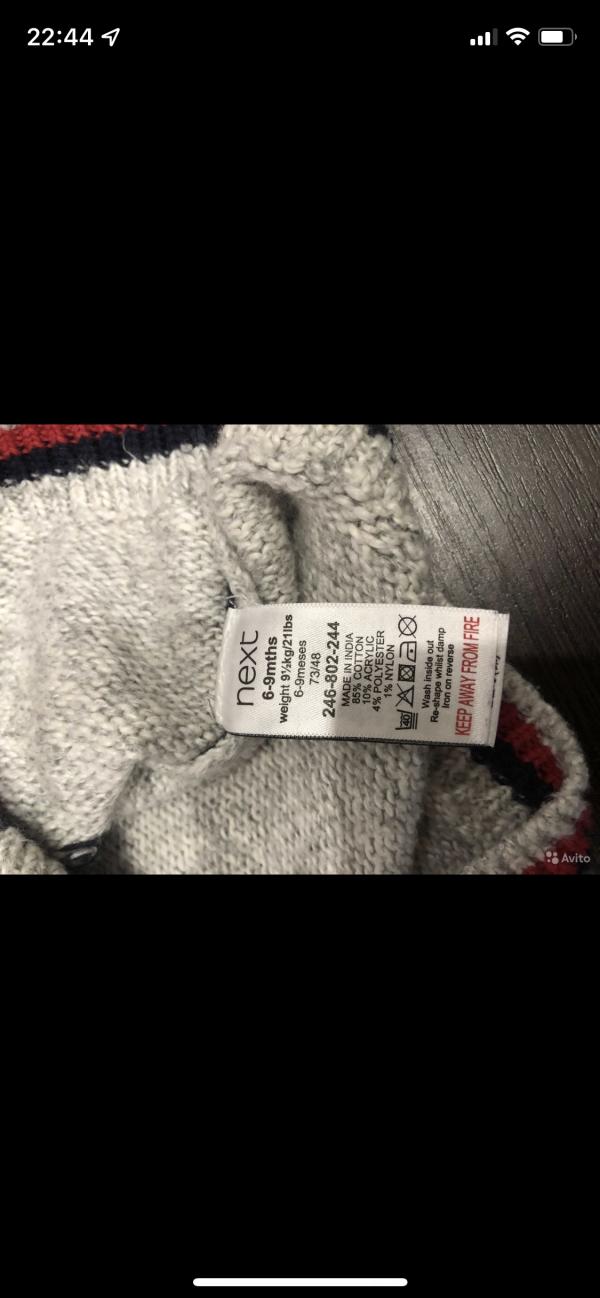 22:44
next
6-9mths
weight 9½kg/21lbs
6-9meses
73/48
246-802-244
MADE IN INDIA
85% COTTON
10% ACRYLIC
4% POLYESTER
1% NYLON
40
Wash inside out
Re-shape whilst damp
Iron on reverse
KEEP AWAY FROM FIRE
Avito